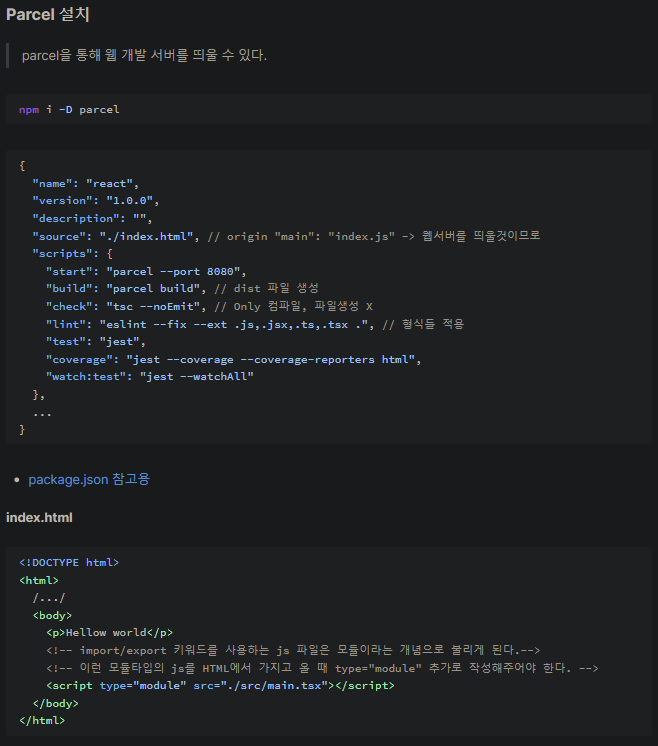 Parcel 설치
parcel을 통해 웹 개발 서버를 띄울 수 있다.
npm i -D parcel
{
  "name": "react",
  "version": "1.0.0",
  "description": "",
  "source": "./index.html", // origin "main": "index.js" -> 웹서버를 띄울것이므로
  "scripts": {
    "start": "parcel --port 8080",
    "build": "parcel build", // dist 파일 생성
    "check": "tsc --noEmit", // Only 컴파일, 파일생성 X
    "lint": "eslint --fix --ext .js,.jsx,.ts,.tsx .", // 형식들 적용
    "test": "jest",
    "coverage": "jest --coverage --coverage-reporters html",
    "watch:test": "jest --watchAll"
  },
  ...
}
• package.json 참고용
index.html
<!DOCTYPE html>
<html>
  /.../
  <body>
    <p>Hellow world</p>
    <!-- import/export 키워드를 사용하는 js 파일은 모듈이라는 개념으로 불리게 된다.-->
    <!-- 이런 모듈타입의 js를 HTML에서 가지고 올 때 type="module" 추가로 작성해주어야 한다. -->
    <script type="module" src="./src/main.tsx"></script>
  </body>
</html>